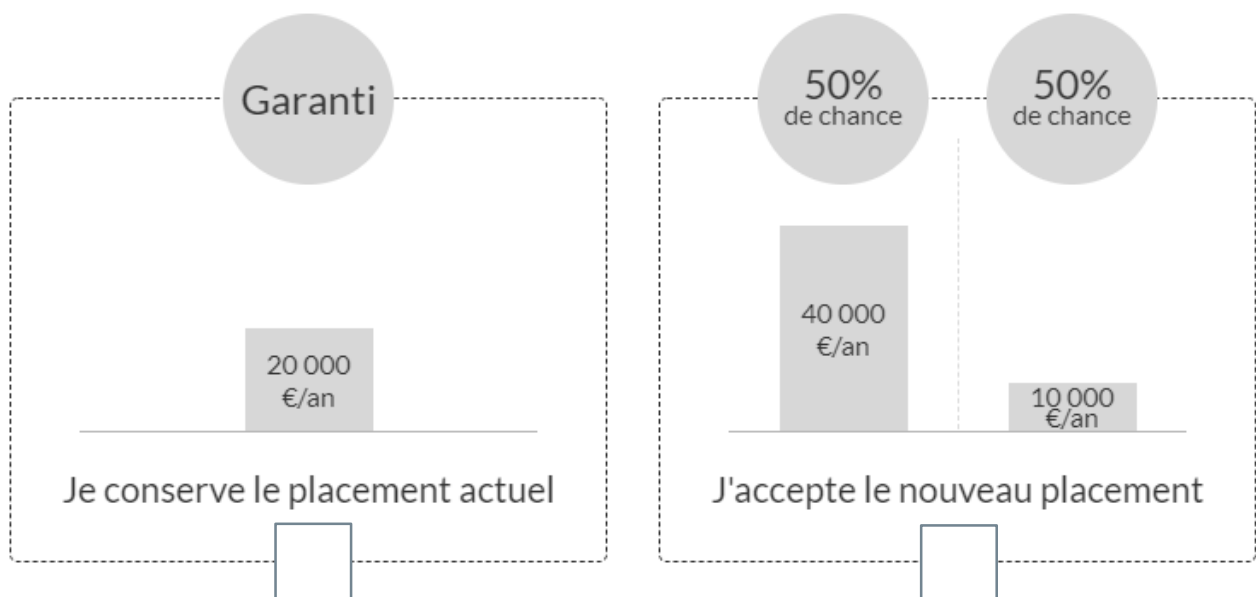 Garanti
20 000
€/an
Je conserve le placement actuel
50%
de chance
50%
de chance
40 000
€/an
10 000
€/an
J'accepte le nouveau placement